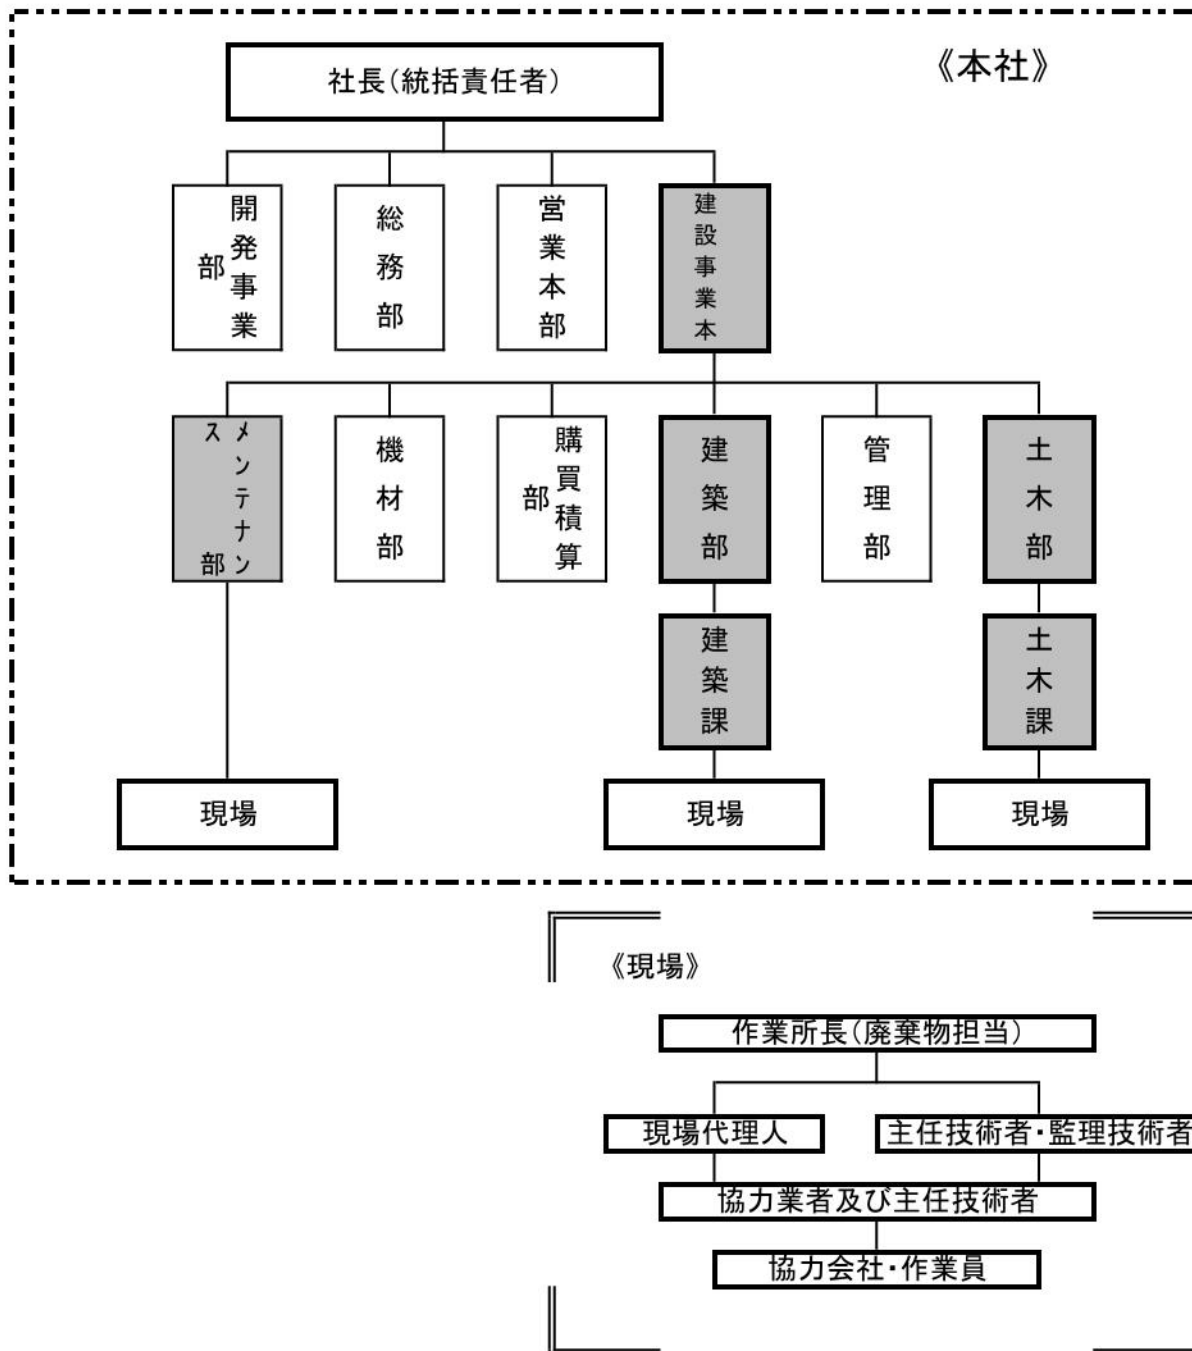 《本社》
社長(統括責任者)
開発事業
部
総務部
営業本部
建設事業本
メンテナン
ス
部
機材部
購買積算
部
建築部
管理部
土木部
建築課
土木課
現場
現場
現場
《現場》
作業所長(廃棄物担当)
現場代理人
主任技術者・監理技術者
協力業者及び主任技術者
協力会社・作業員